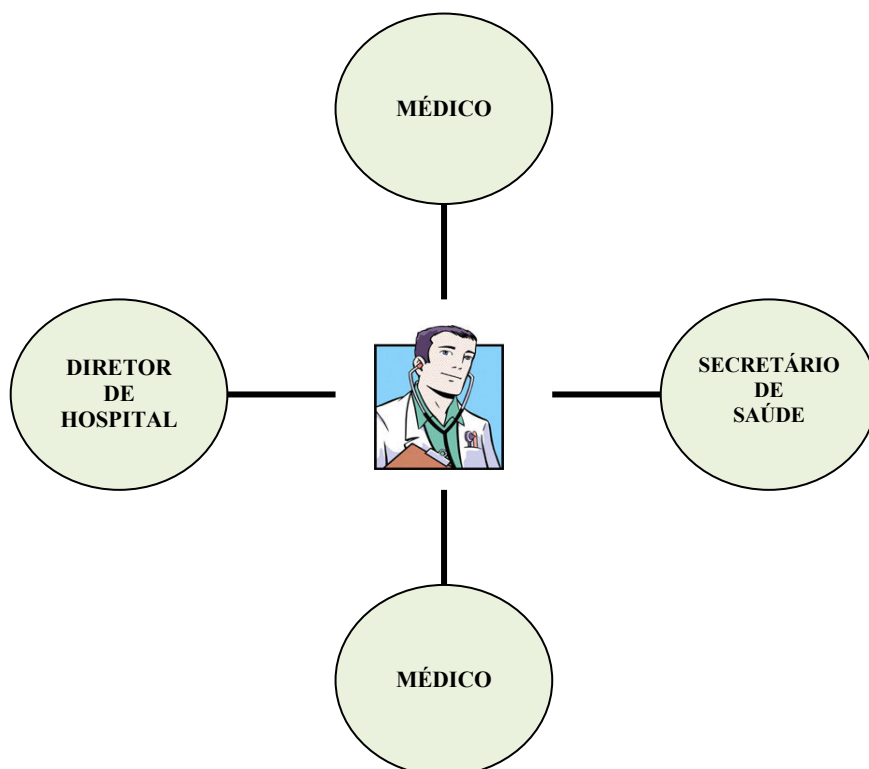 MÉDICO
DIRETOR
DE
HOSPITAL
SECRETÁRIO
DE
SAÚDE
MÉDICO